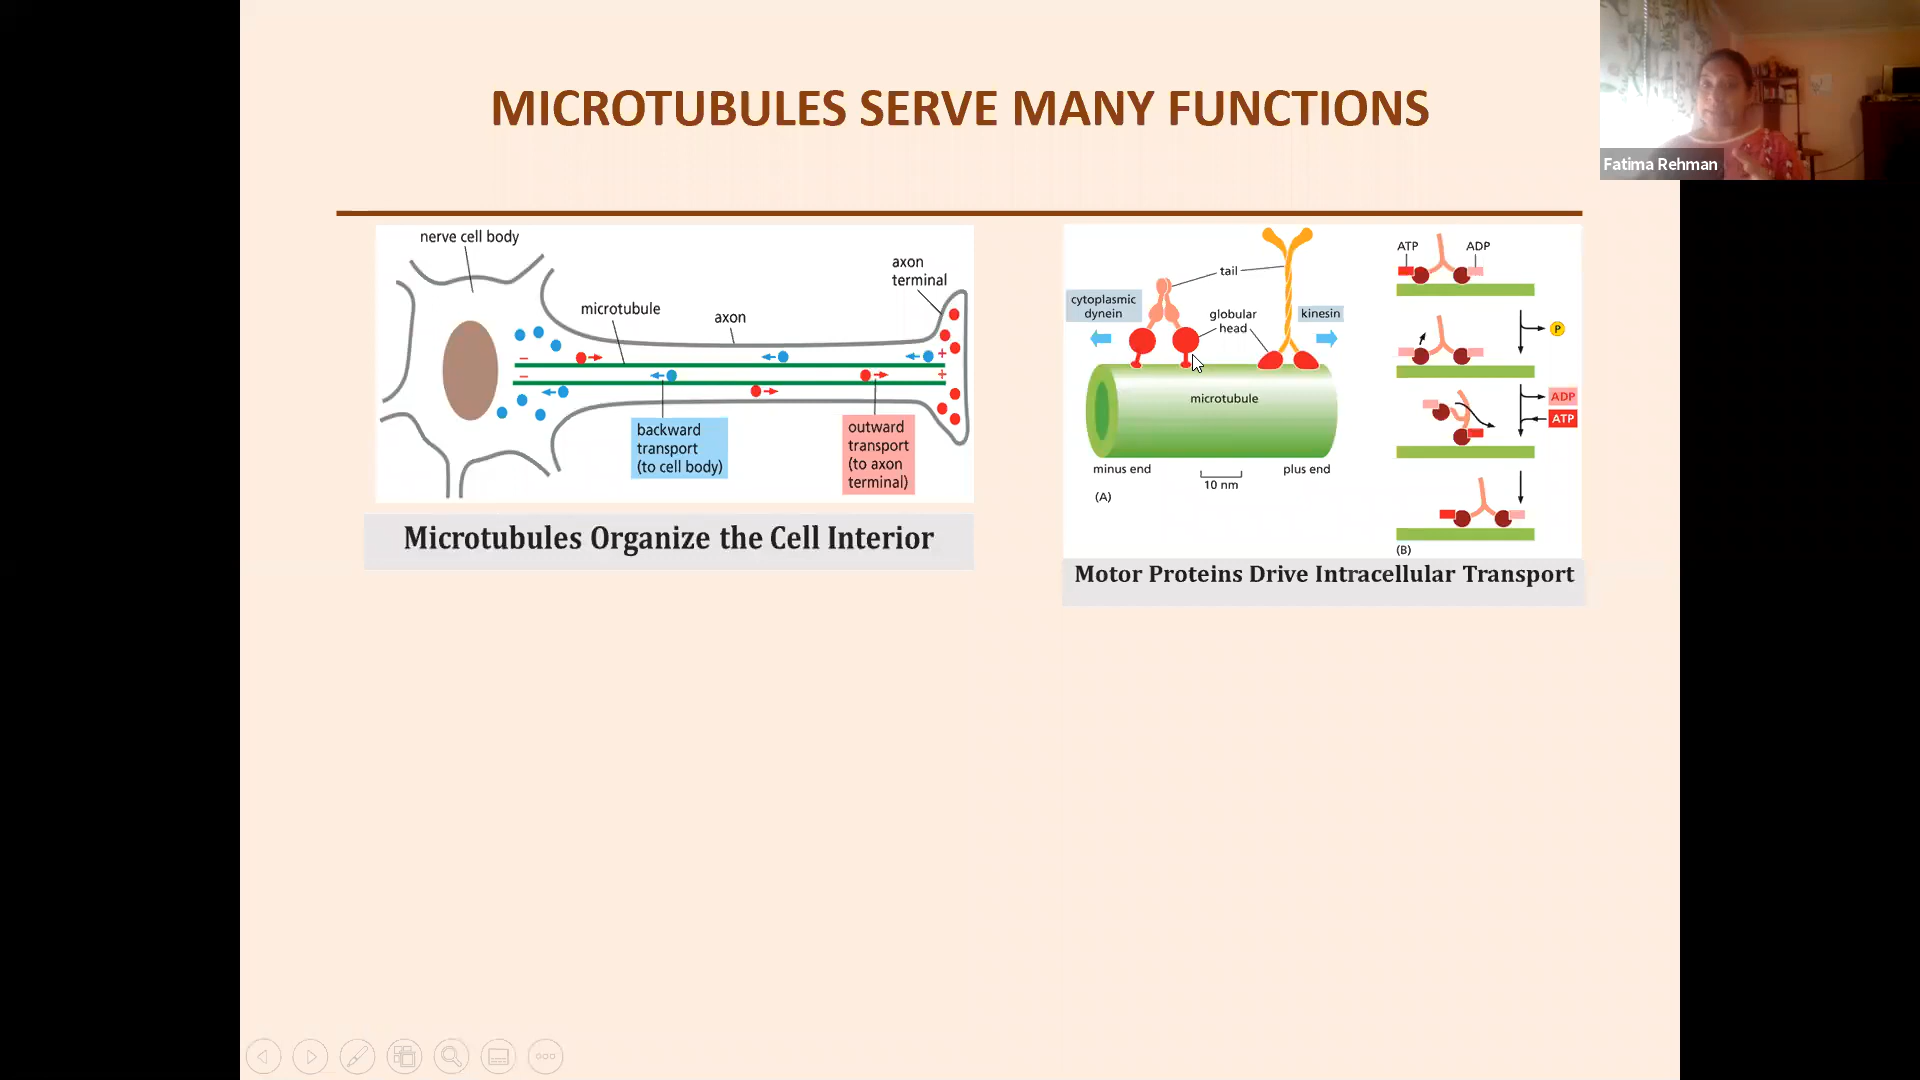 MICROTUBULES SERVE MANY FUNCTIONS
Fatima Rehman
nerve cell body
axon
terminal
microtubule
axon
−
+
−
+
backward
transport
(to cell body)
outward
transport
(to axon
terminal)
Microtubules Organize the Cell Interior
tail
cytoplasmic
dynein
globular
head
kinesin
microtubule
minus end
plus end
10 nm
(A)
ATP
ADP
P
ADP
ATP
(B)
Motor Proteins Drive Intracellular Transport